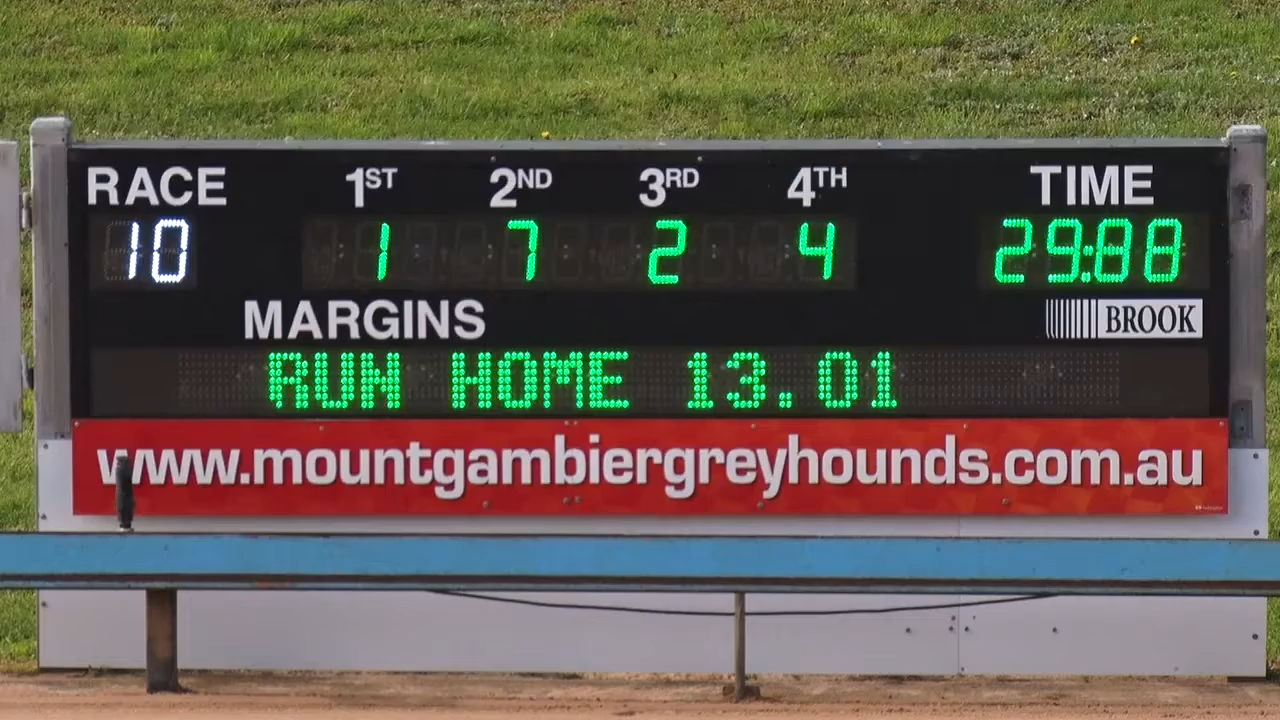 RACE 1ST 2ND 3RD 4TH TIME
10 1 7 2 4 29:88
MARGINS BROOK
RUN HOME 13.01
www.mountgambiergreyhounds.com.au